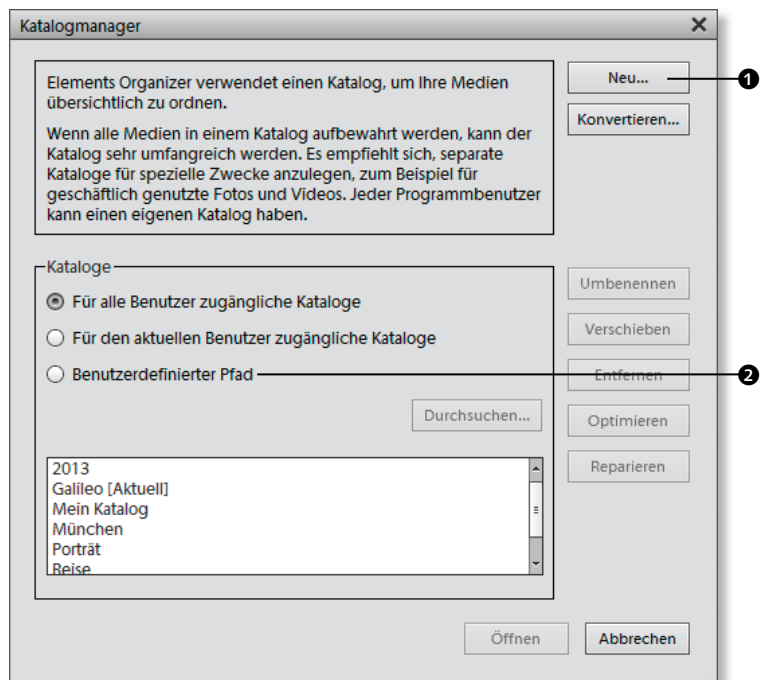 Katalogmanager
Elements Organizer verwendet einen Katalog, um Ihre Medien
übersichtlich zu ordnen.
Wenn alle Medien in einem Katalog aufbewahrt werden, kann der
Katalog sehr umfangreich werden. Es empfiehlt sich, separate
Kataloge für spezielle Zwecke anzulegen, zum Beispiel für
geschäftlich genutzte Fotos und Videos. Jeder Programmbenutzer
kann einen eigenen Katalog haben.
Neu...
1
Konvertieren...
Kataloge
Für alle Benutzer zugängliche Kataloge
Für den aktuellen Benutzer zugängliche Kataloge
Benutzerdefinierter Pfad
2
Durchsuchen...
Umbenennen
Verschieben
Entfernen
Optimieren
Reparieren
2013
Galileo [Aktuell]
Mein Katalog
München
Porträt
Reise
Öffnen
Abbrechen